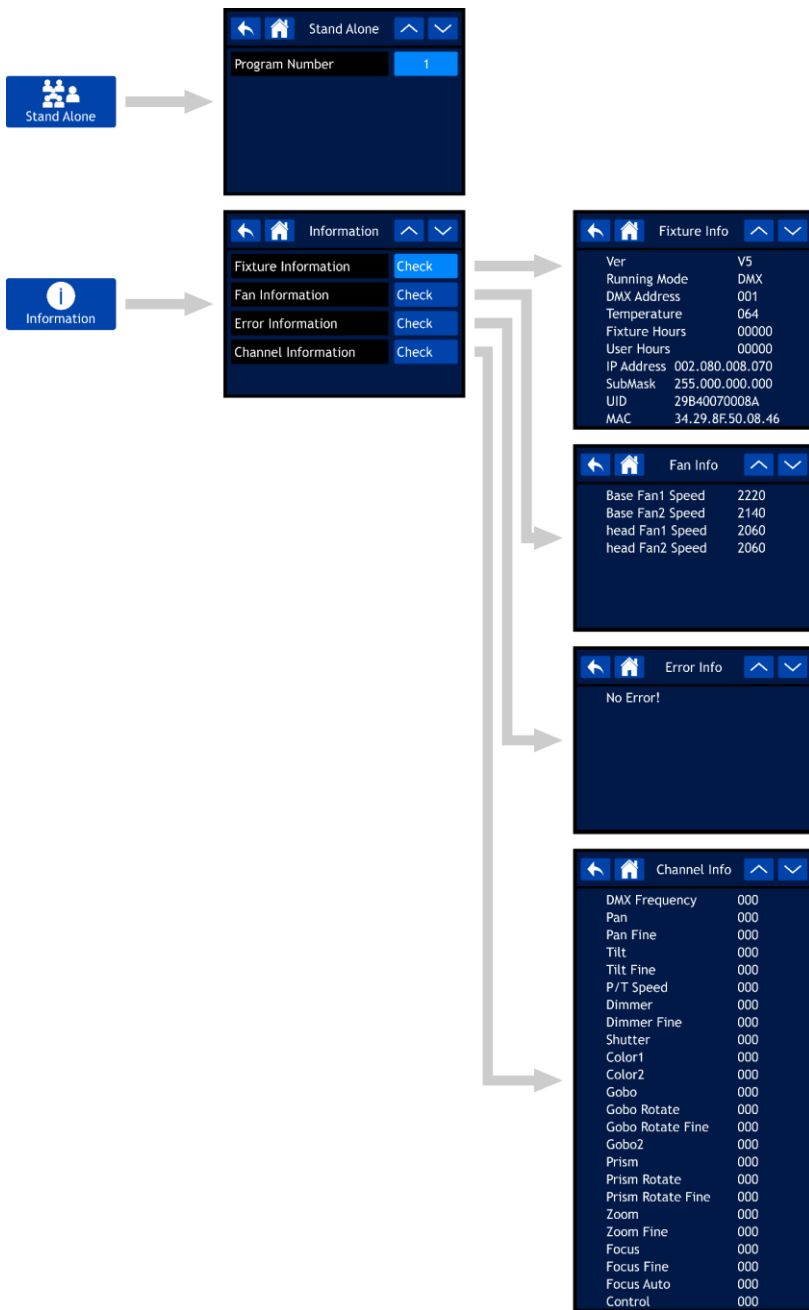 Stand Alone
Stand Alone
Program Number 1
Information
Information
Fixture Information Check
Fan Information Check
Error Information Check
Channel Information Check
Fixture Info
Ver V5
Running Mode DMX
DMX Address 001
Temperature 064
Fixture Hours 00000
User Hours 00000
IP Address 002.080.008.070
SubMask 255.000.000.000
UID 29B40070008A
MAC 34.29.8F.50.08.46
Fan Info
Base Fan1 Speed 2220
Base Fan2 Speed 2140
head Fan1 Speed 2060
head Fan2 Speed 2060
Error Info
No Error!
Channel Info
DMX Frequency 000
Pan 000
Pan Fine 000
Tilt 000
Tilt Fine 000
P/T Speed 000
Dimmer 000
Dimmer Fine 000
Shutter 000
Color1 000
Color2 000
Gobo 000
Gobo Rotate 000
Gobo Rotate Fine 000
Gobo2 000
Prism 000
Prism Rotate 000
Prism Rotate Fine 000
Zoom 000
Zoom Fine 000
Focus 000
Focus Fine 000
Focus Auto 000
Control 000